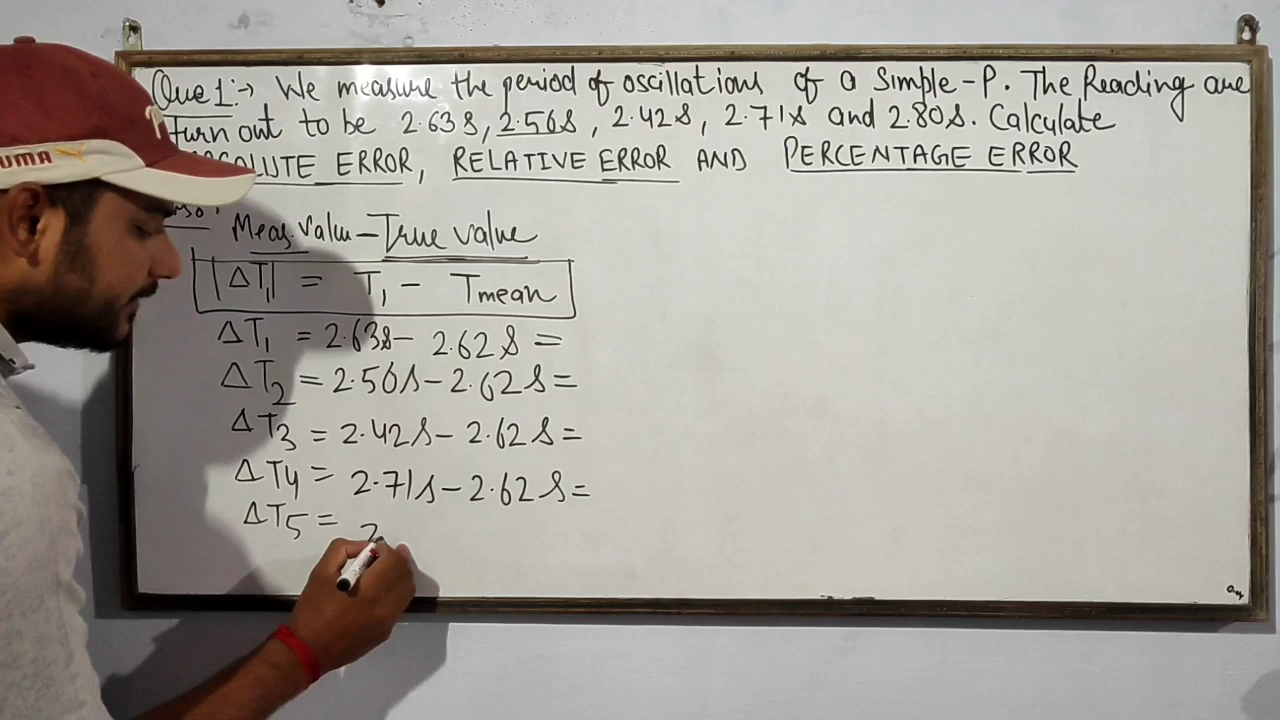 Que 1:→ We measure the period of oscillations of a Simple-P. The Reading are
turn out to be 2.63s, 2.56s, 2.42s, 2.71s and 2.80s. Calculate
ERROR, RELATIVE ERROR AND PERCENTAGE ERROR
Meas. Valu – True value
|ΔT₁| = T₁ – Tmean
ΔT₁ = 2.63s – 2.62s =
ΔT₂ = 2.56s – 2.62s =
ΔT₃ = 2.42s – 2.62s =
ΔT₄ = 2.71s – 2.62s =
ΔT₅ = 2
P
UMA